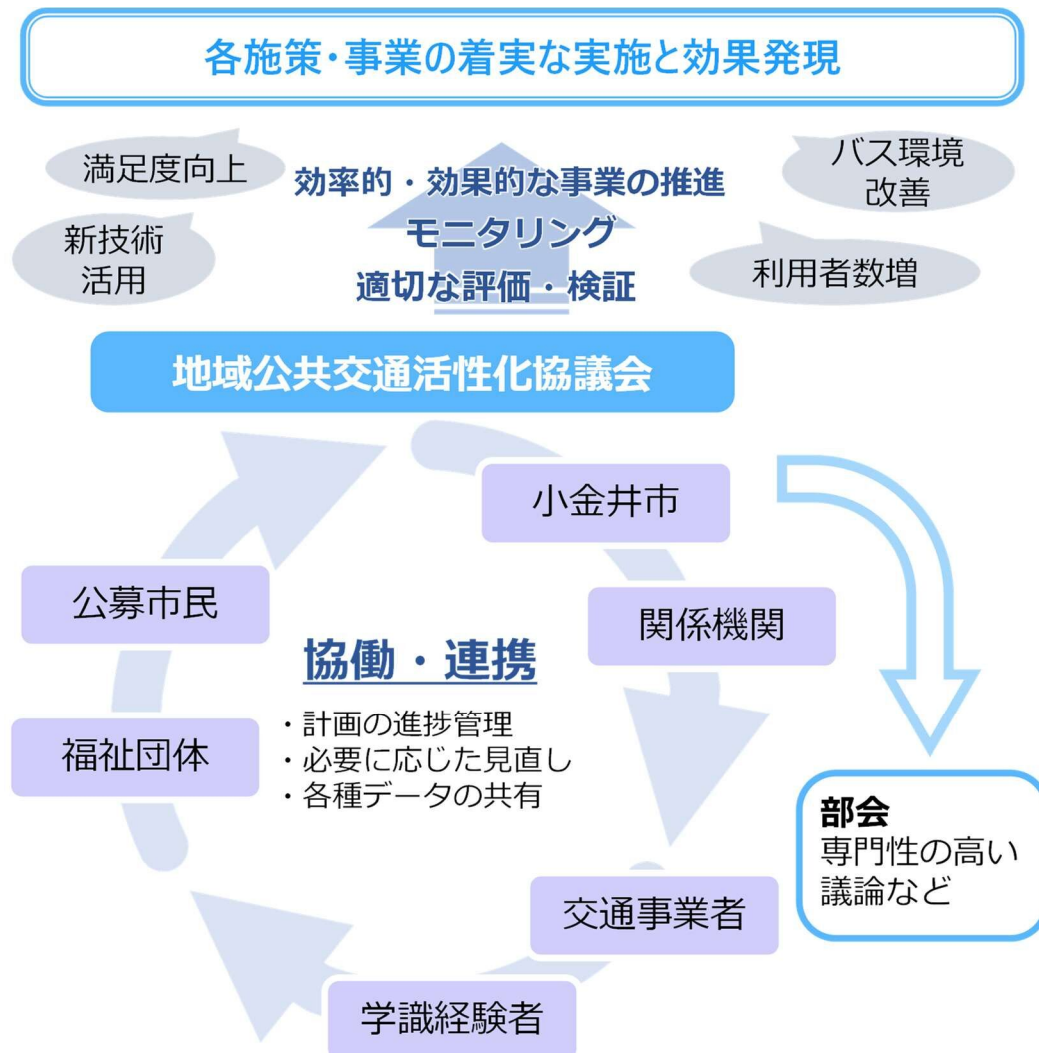 各施策・事業の着実な実施と効果発現
満足度向上
効率的・効果的な事業の推進
バス環境
改善
新技術
活用
モニタリング
利用者数増
適切な評価・検証
地域公共交通活性化協議会
小金井市
公募市民
関係機関
協働・連携
福祉団体
・計画の進捗管理
・必要に応じた見直し
・各種データの共有
部会
専門性の高い
議論など
交通事業者
学識経験者